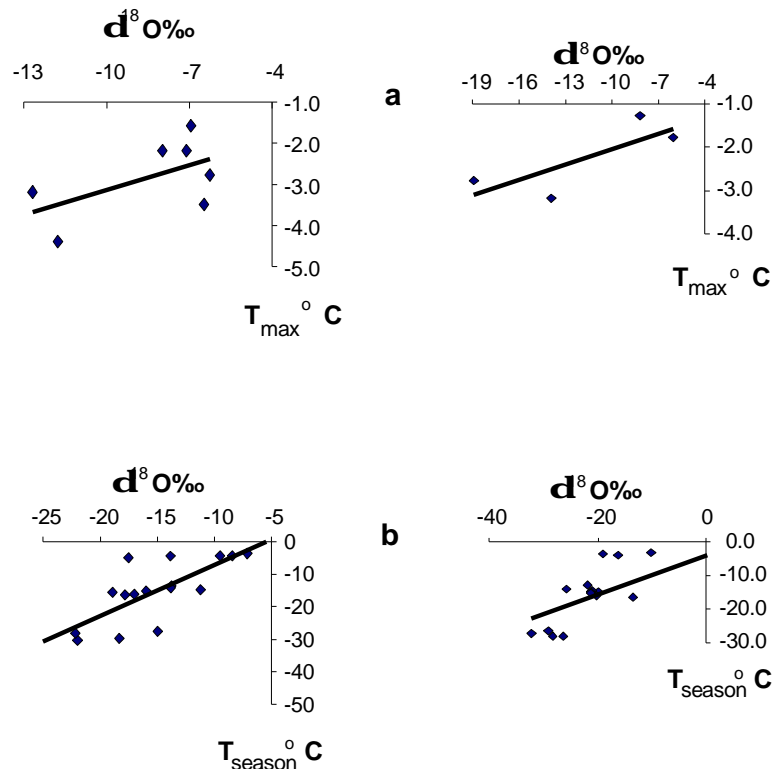 d18O‰
-13 -10 -7 -4
-1.0
-2.0
-3.0
-4.0
-5.0
Tmax o C
a
d8O‰
-19 -16 -13 -10 -7 -4
-1.0
-2.0
-3.0
-4.0
Tmax o C
d18O‰
-25 -20 -15 -10 -5
0
-10
-20
-30
-40
-50
Tseason o C
b
d8O‰
-40 -20 0
0.0
-10.0
-20.0
-30.0
Tseason o C